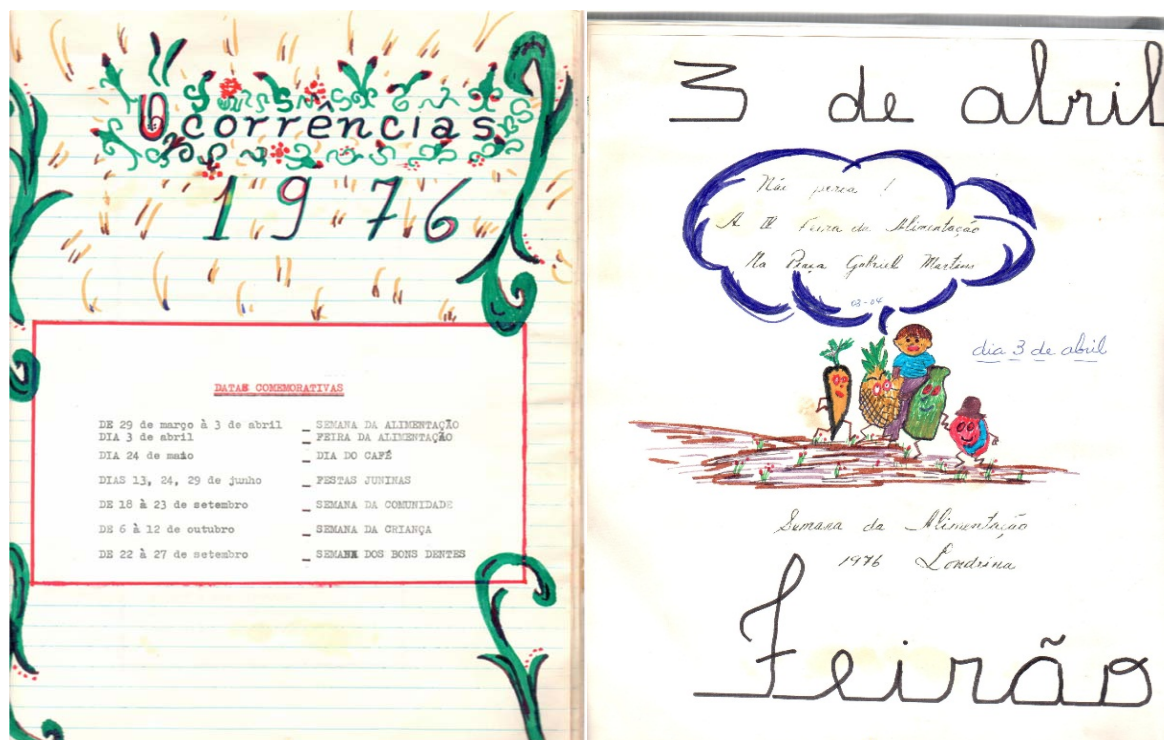 Ocorrências
1976
DATAS COMEMORATIVAS
DE 29 de março à 3 de abril _ SEMANA DA ALIMENTAÇÃO
DIA 3 de abril _ FEIRA DA ALIMENTAÇÃO
DIA 24 de maio _ DIA DO CAFÉ
DIAS 13, 24, 29 de junho _ FESTAS JUNINAS
DE 18 à 23 de setembro _ SEMANA DA COMUNIDADE
DE 6 à 12 de outubro _ SEMANA DA CRIANÇA
DE 22 à 27 de setembro _ SEMANA DOS BONS DENTES
3 de abril
Não perca !
A II Feira da Alimentação
Na Praça Gabriel Martins
03-04
dia 3 de abril
Semana da Alimentação
1976 Londrina
Feirão